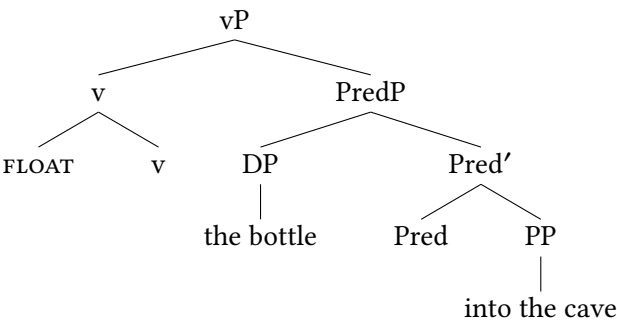 vP
v PredP
FLOAT v DP Pred′
the bottle Pred PP
into the cave